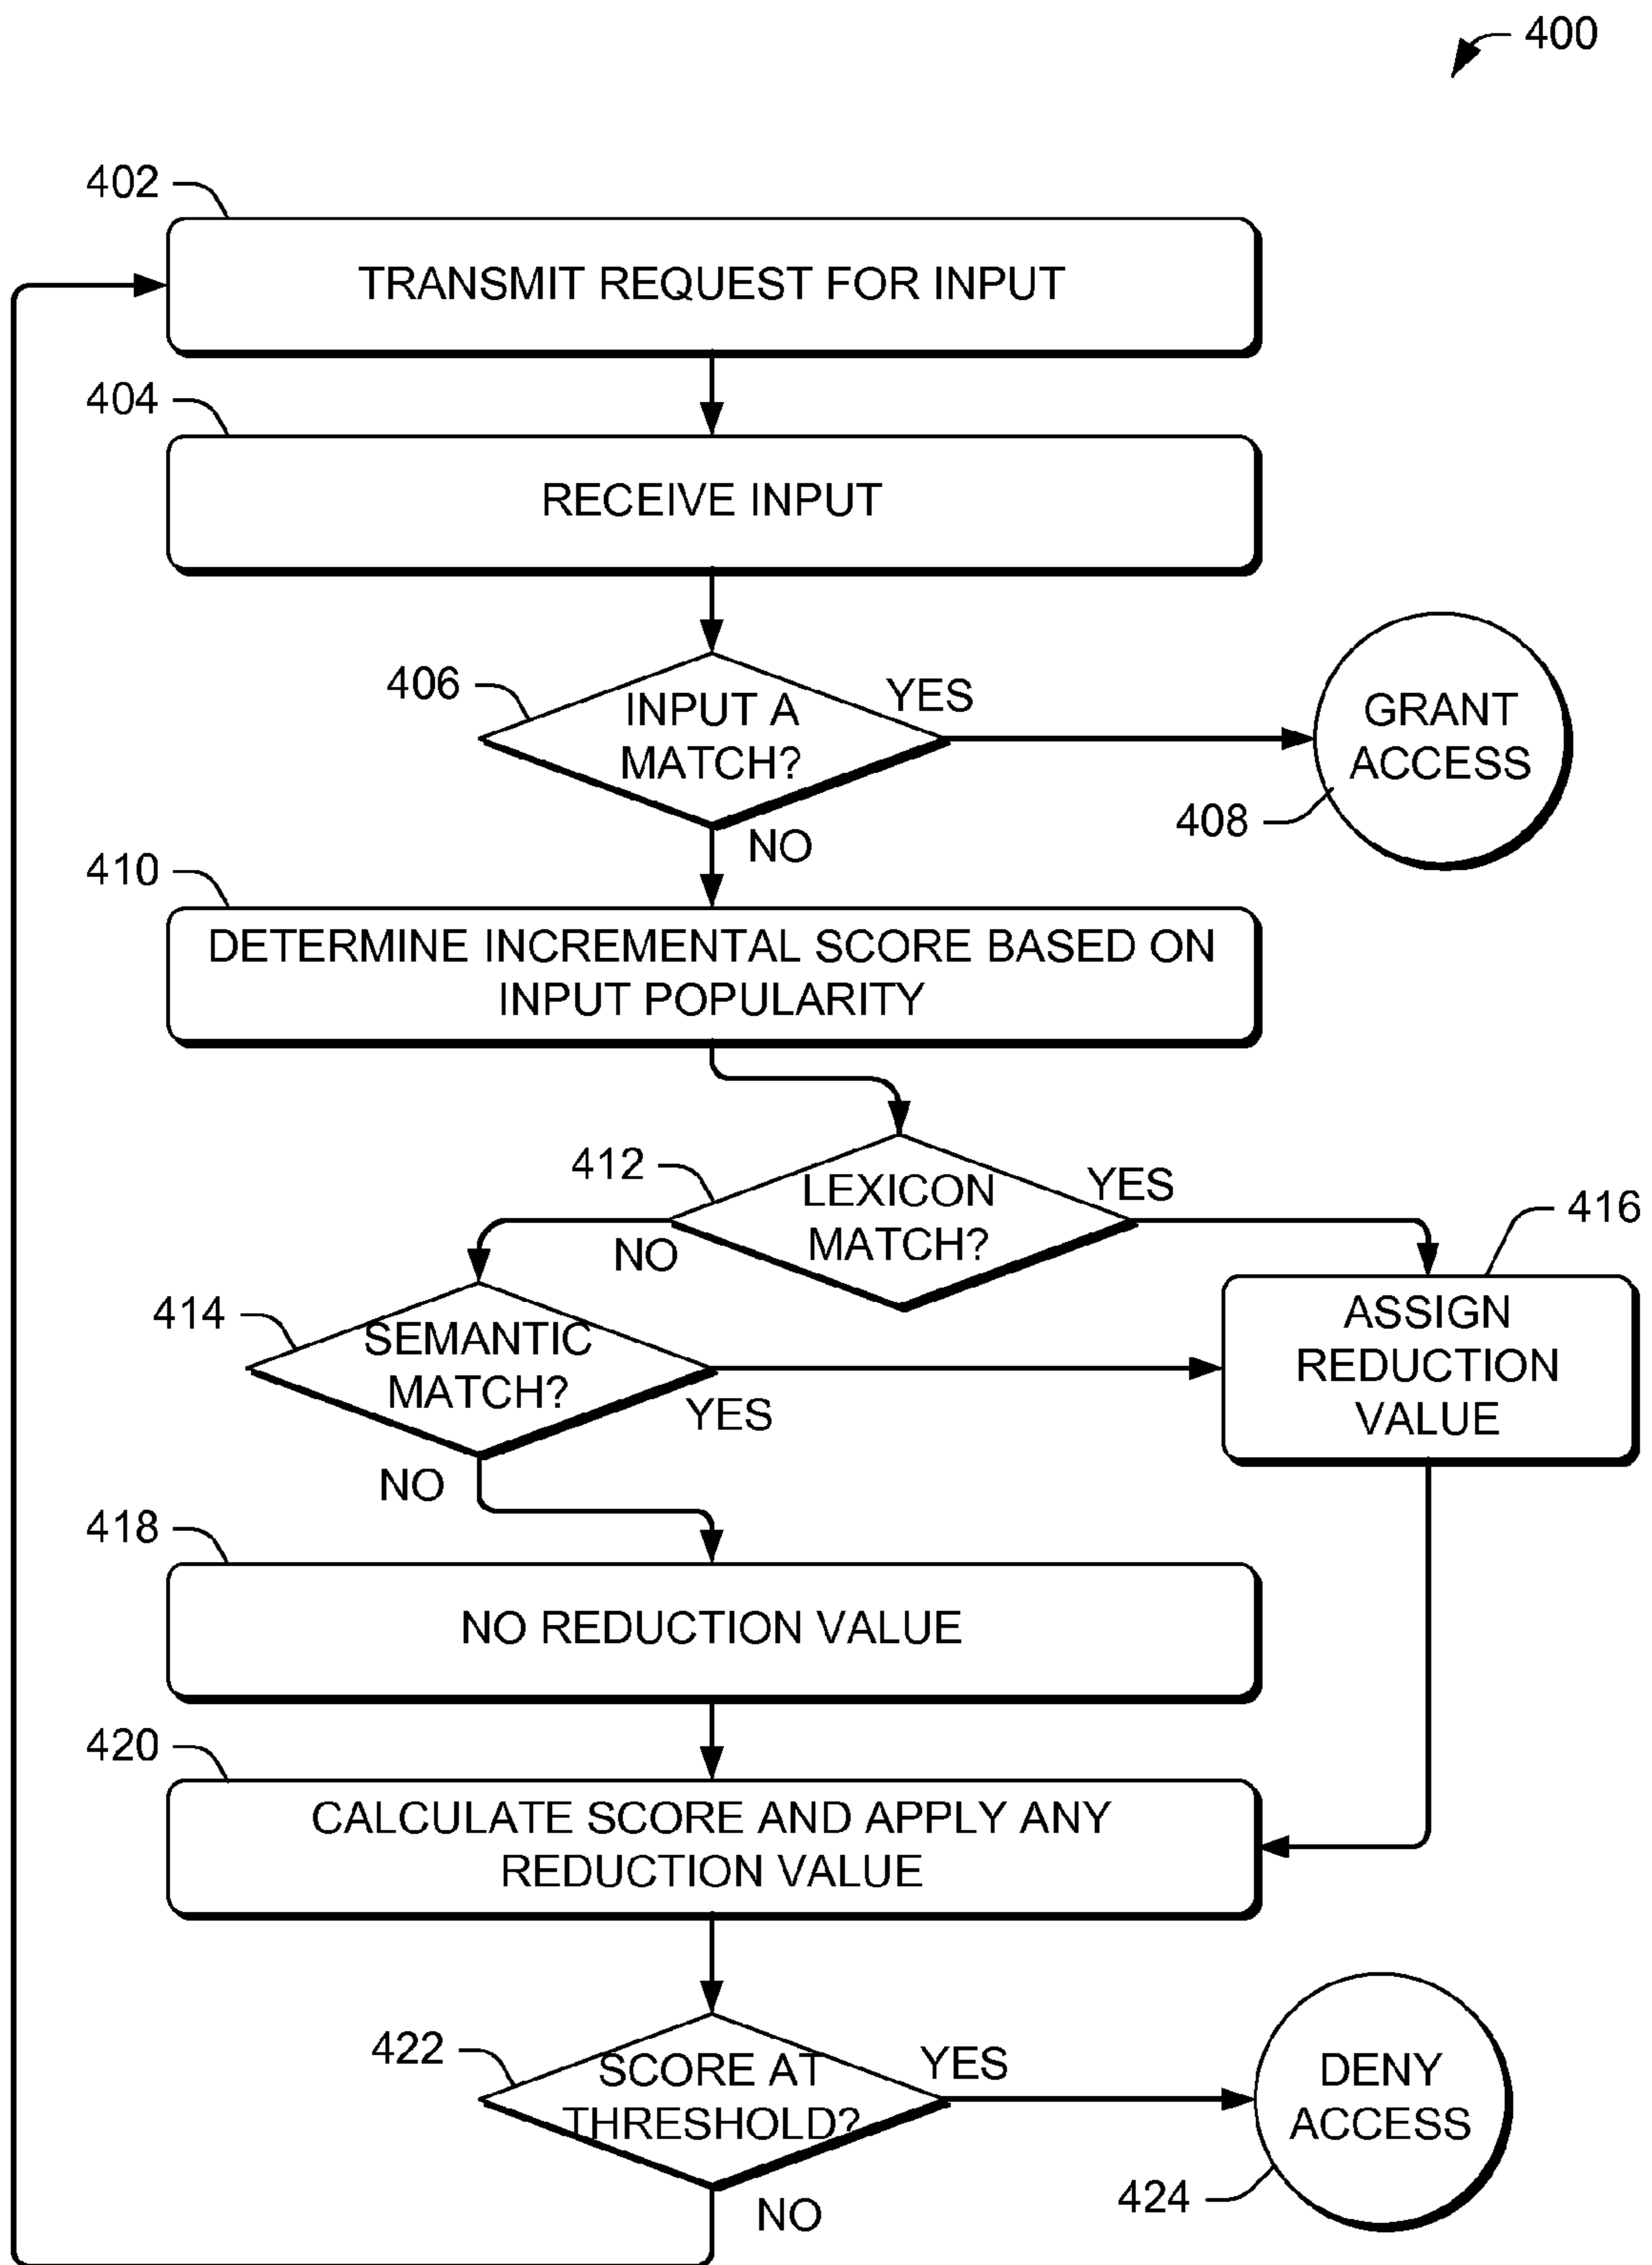 400
402
TRANSMIT REQUEST FOR INPUT
404
RECEIVE INPUT
406
INPUT A
MATCH?
YES
GRANT
ACCESS
408
NO
410
DETERMINE INCREMENTAL SCORE BASED ON
INPUT POPULARITY
412
LEXICON
MATCH?
YES
416
NO
414
SEMANTIC
MATCH?
YES
ASSIGN
REDUCTION
VALUE
NO
418
NO REDUCTION VALUE
420
CALCULATE SCORE AND APPLY ANY
REDUCTION VALUE
422
SCORE AT
THRESHOLD?
YES
DENY
ACCESS
424
NO